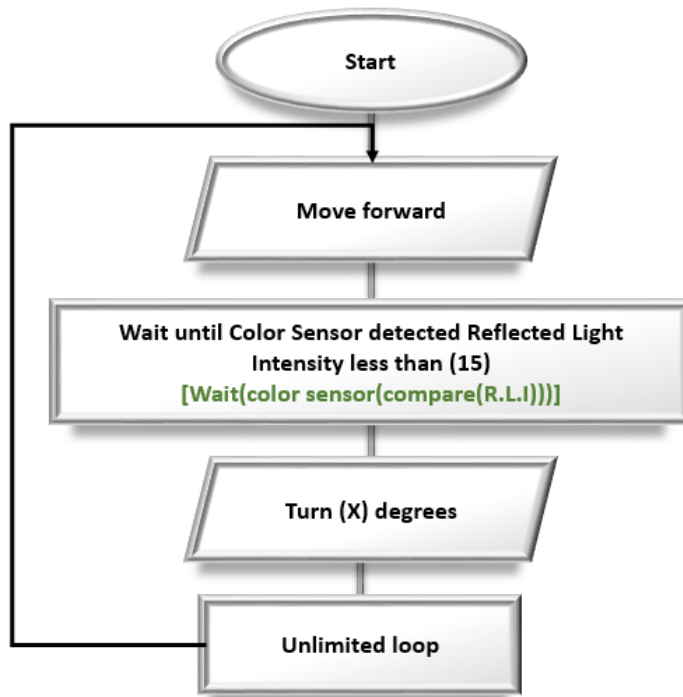 Start
Move forward
Wait until Color Sensor detected Reflected Light
Intensity less than (15)
[Wait(color sensor(compare(R.L.I)))]
Turn (X) degrees
Unlimited loop